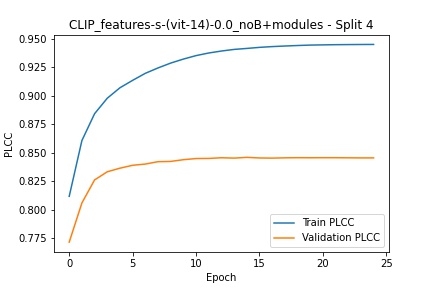 CLIP_features-s-(vit-14)-0.0_noB+modules - Split 4
PLCC
0.950
0.925
0.900
0.875
0.850
0.825
0.800
0.775
Train PLCC
Validation PLCC
0 5 10 15 20 25
Epoch